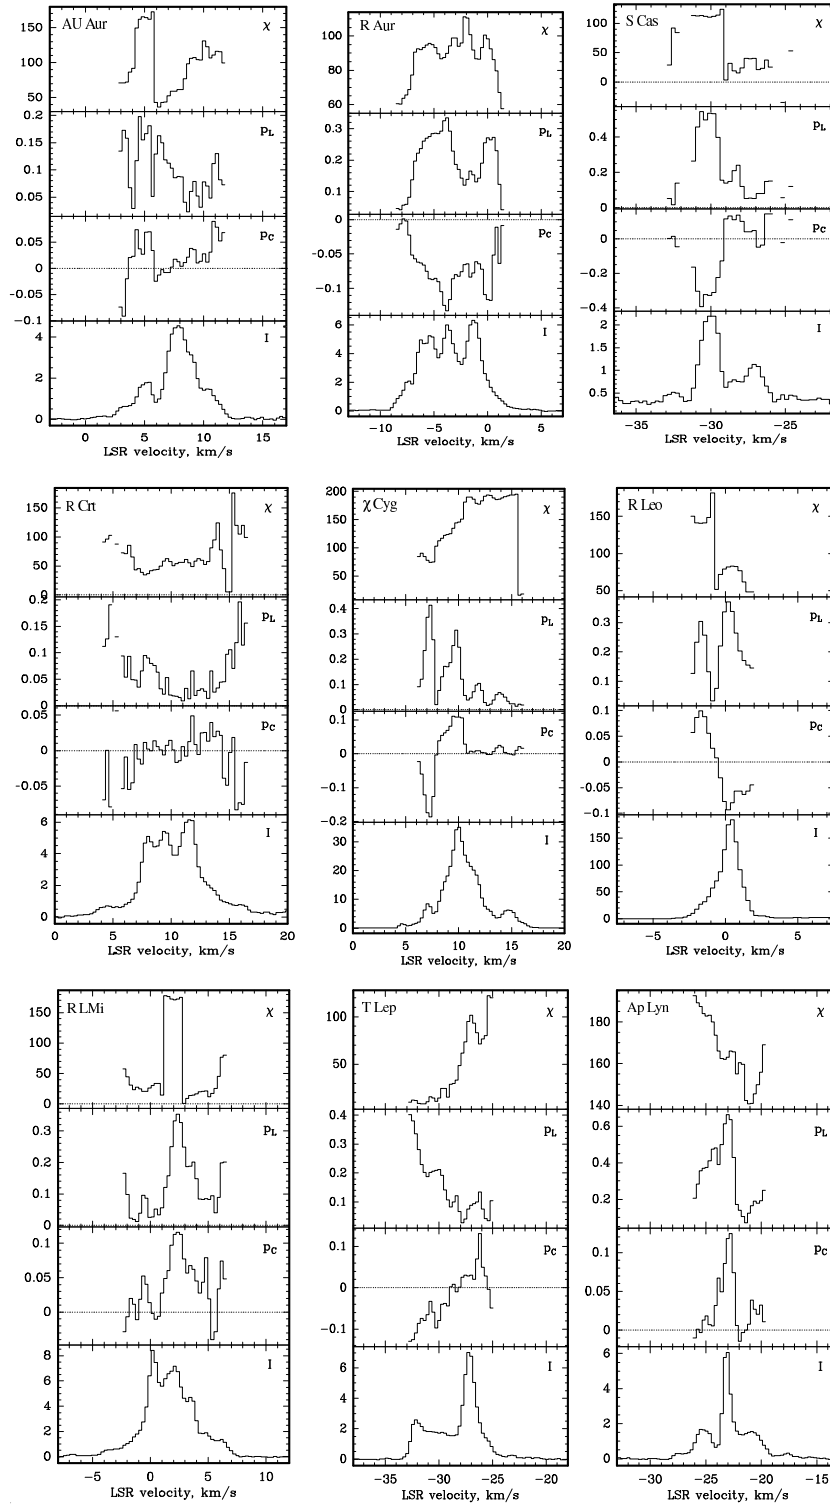 AU Aur
χ
150
100
50
0.2
pL
0.15
0.1
0.05
pC
0.05
0
-0.05
-0.1
I
4
2
0
0 5 10 15
LSR velocity, km/s
R Aur
χ
100
80
60
pL
0.3
0.2
0.1
0
pC
-0.05
-0.1
I
6
4
2
0
-10 -5 0 5
LSR velocity, km/s
S Cas
χ
100
50
0
pL
0.4
0.2
0
pC
0
-0.2
-0.4
I
2
1.5
1
0.5
-35 -30 -25
LSR velocity, km/s
R Crt
χ
150
100
50
0
0.2
pL
0.15
0.1
0.05
0
0.05
pC
0
-0.05
6
I
4
2
0
0 5 10 15 20
LSR velocity, km/s
χ Cyg
χ
200
150
100
50
0.4
pL
0.3
0.2
0.1
0
0.1
pC
0
-0.1
-0.2
I
30
20
10
0
0 5 10 15 20
LSR velocity, km/s
R Leo
χ
150
100
50
pL
0.3
0.2
0.1
0.1
pC
0.05
0
-0.05
-0.1
I
150
100
50
0
-5 0 5
LSR velocity, km/s
R LMi
χ
150
100
50
0
pL
0.3
0.2
0.1
0
pC
0.1
0.05
0
I
8
6
4
2
0
-5 0 5 10
LSR velocity, km/s
T Lep
χ
100
50
0.4
pL
0.3
0.2
0.1
pC
0.1
0
-0.1
I
6
4
2
0
-35 -30 -25 -20
LSR velocity, km/s
Ap Lyn
χ
180
160
140
pL
0.6
0.4
0.2
pC
0.1
0.05
0
I
6
4
2
0
-30 -25 -20 -15
LSR velocity, km/s